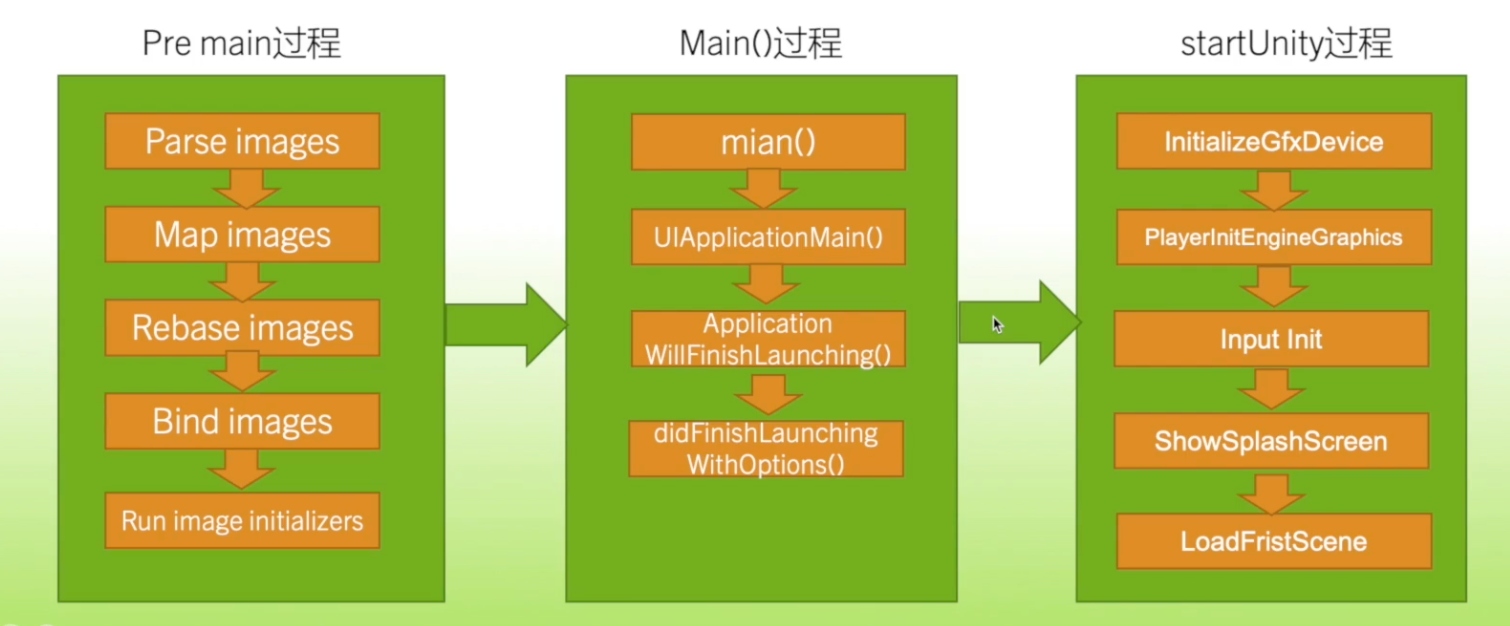 Pre main过程
Parse images
Map images
Rebase images
Bind images
Run image initializers
Main()过程
mian()
UIApplicationMain()
Application
WillFinishLaunching()
didFinishLaunching
WithOptions()
startUnity过程
InitializeGfxDevice
PlayerInitEngineGraphics
Input Init
ShowSplashScreen
LoadFristScene